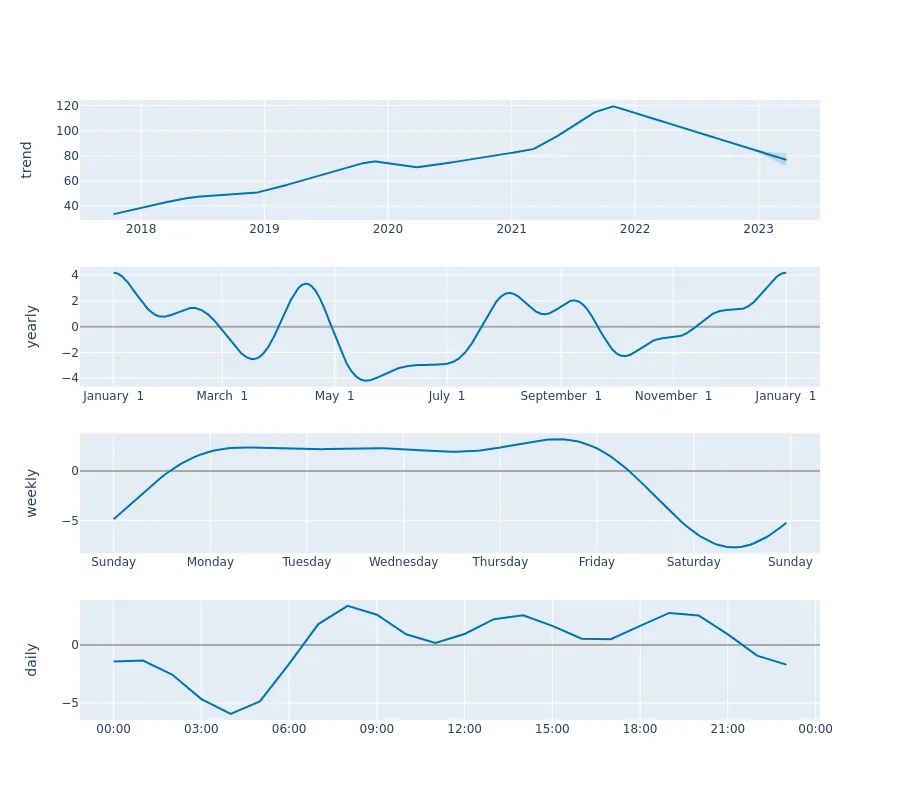 trend
120
100
80
60
40
2018 2019 2020 2021 2022 2023
yearly
4
2
0
−2
−4
January 1 March 1 May 1 July 1 September 1 November 1 January 1
weekly
0
−5
Sunday Monday Tuesday Wednesday Thursday Friday Saturday Sunday
daily
0
−5
00:00 03:00 06:00 09:00 12:00 15:00 18:00 21:00 00:00